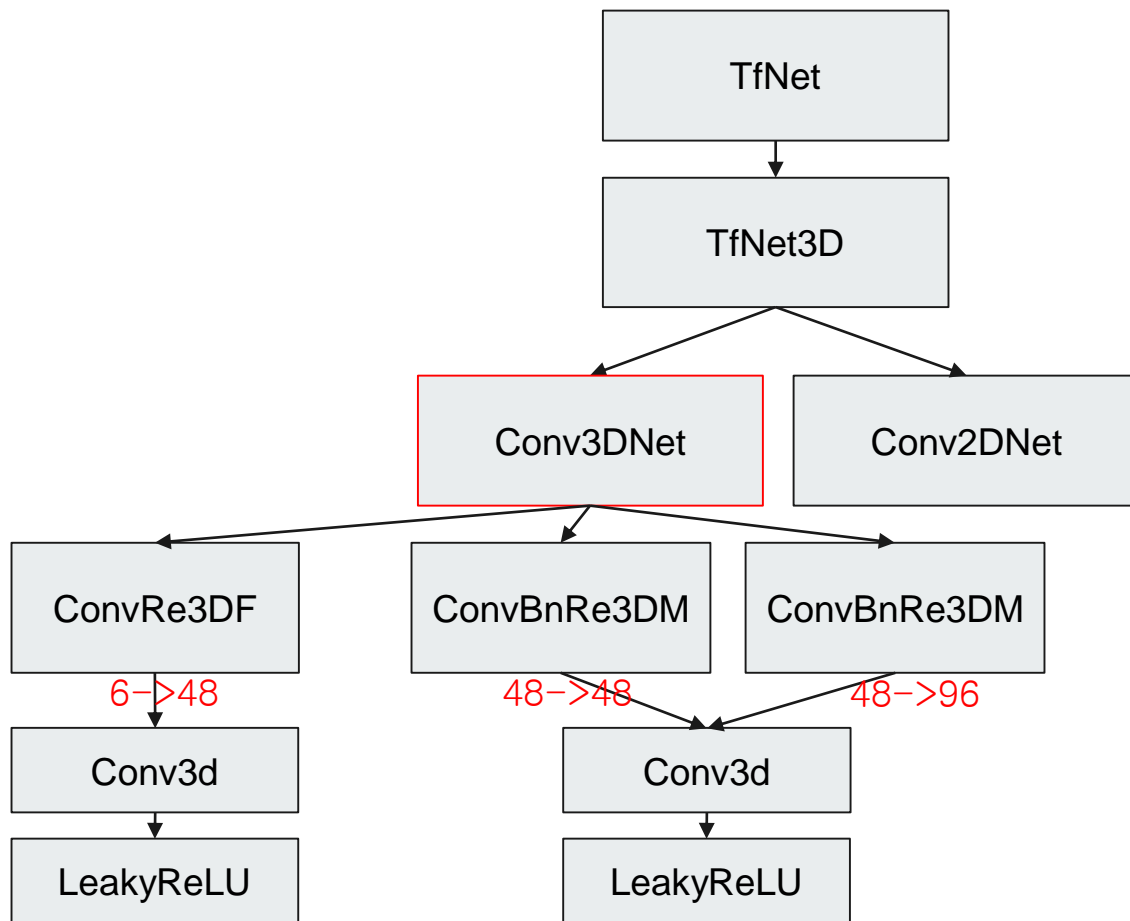 TfNet
TfNet3D
Conv3DNet
Conv2DNet
ConvRe3DF
ConvBnRe3DM
ConvBnRe3DM
6->48
48->48
48->96
Conv3d
Conv3d
LeakyReLU
LeakyReLU